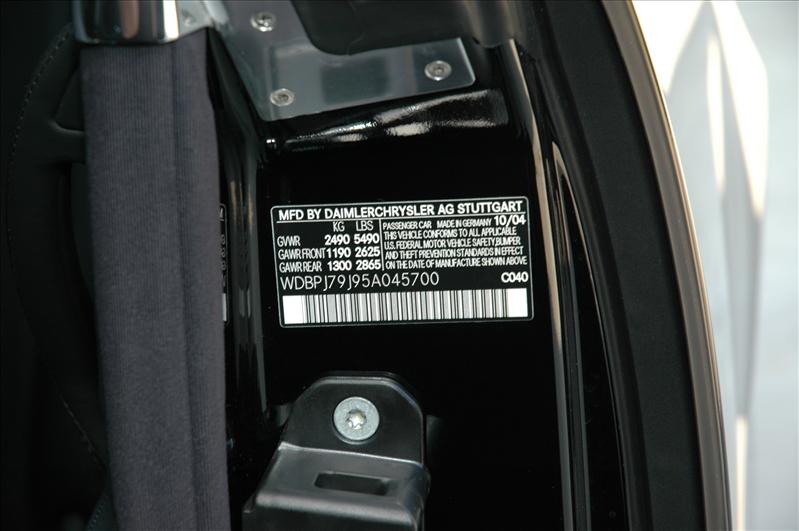 MFD BY DAIMLERCHRYSLER AG STUTTGART
KG LBS
GVWR 2490 5490
GAWR FRONT 1190 2625
GAWR REAR 1300 2865
PASSENGER CAR MADE IN GERMANY 10/04
THIS VEHICLE CONFORMS TO ALL APPLICABLE
U.S. FEDERAL MOTOR VEHICLE SAFETY,BUMPER
AND THEFT PREVENTION STANDARDS IN EFFECT
ON THE DATE OF MANUFACTURE SHOWN ABOVE
WDBPJ79J95A045700
C040